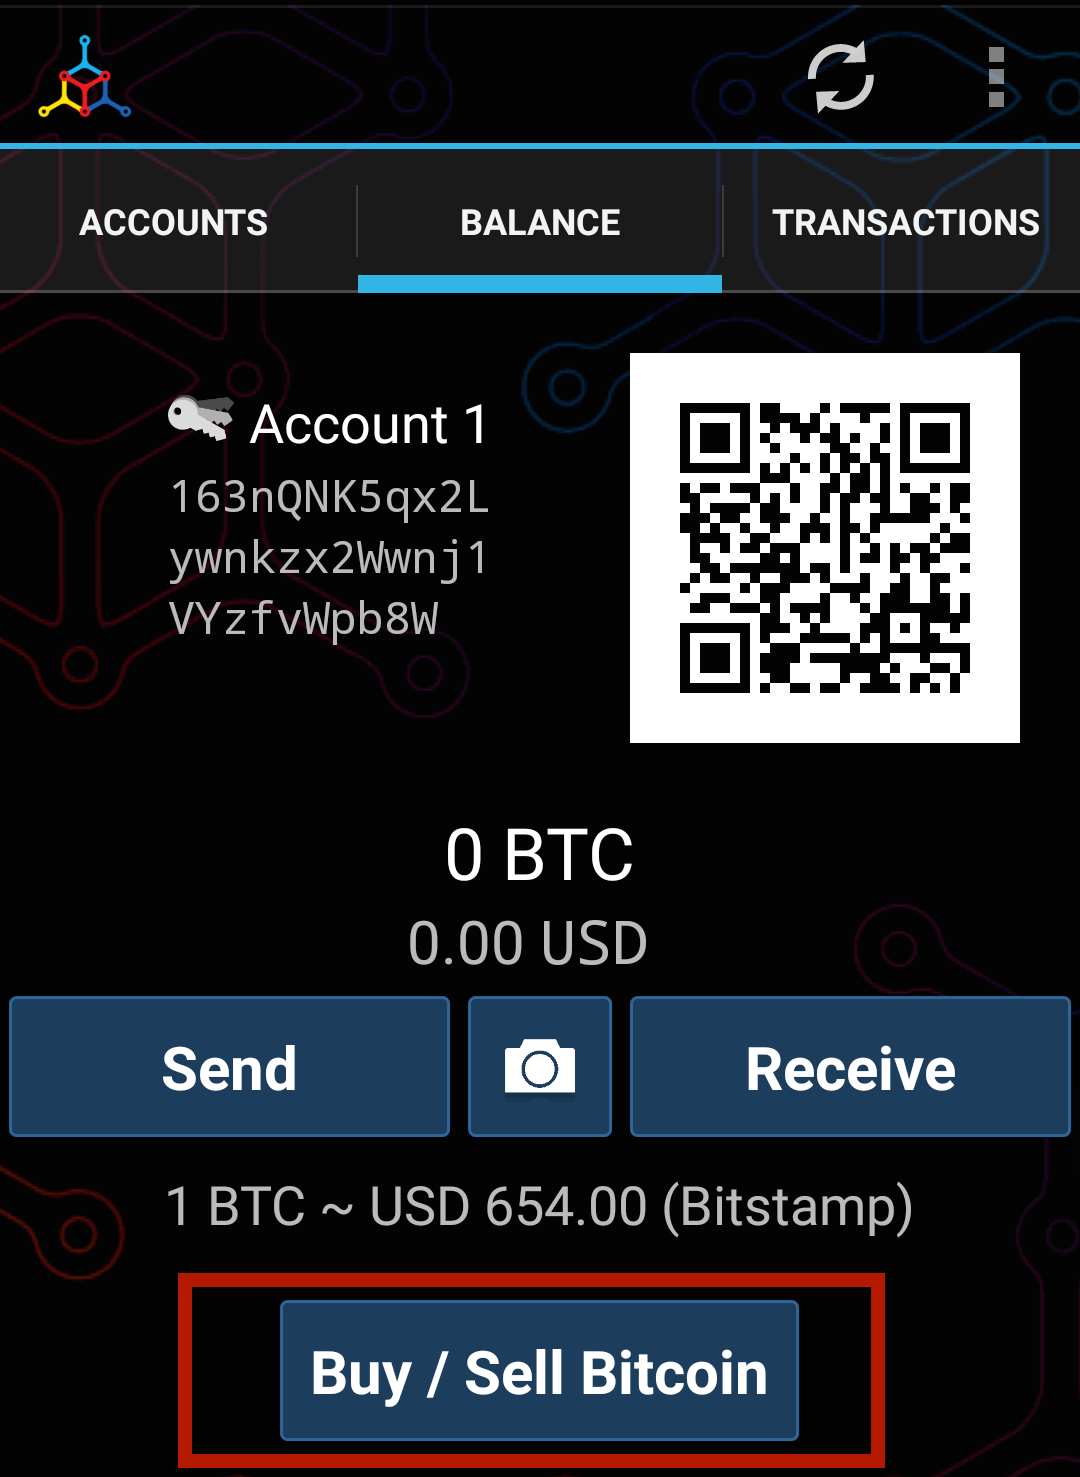 ACCOUNTS
BALANCE
TRANSACTIONS
Account 1
163nQNK5qx2L
ywnkzx2Wwnj1
VYzfvWpb8W
0 BTC
0.00 USD
Send
Receive
1 BTC ~ USD 654.00 (Bitstamp)
Buy / Sell Bitcoin